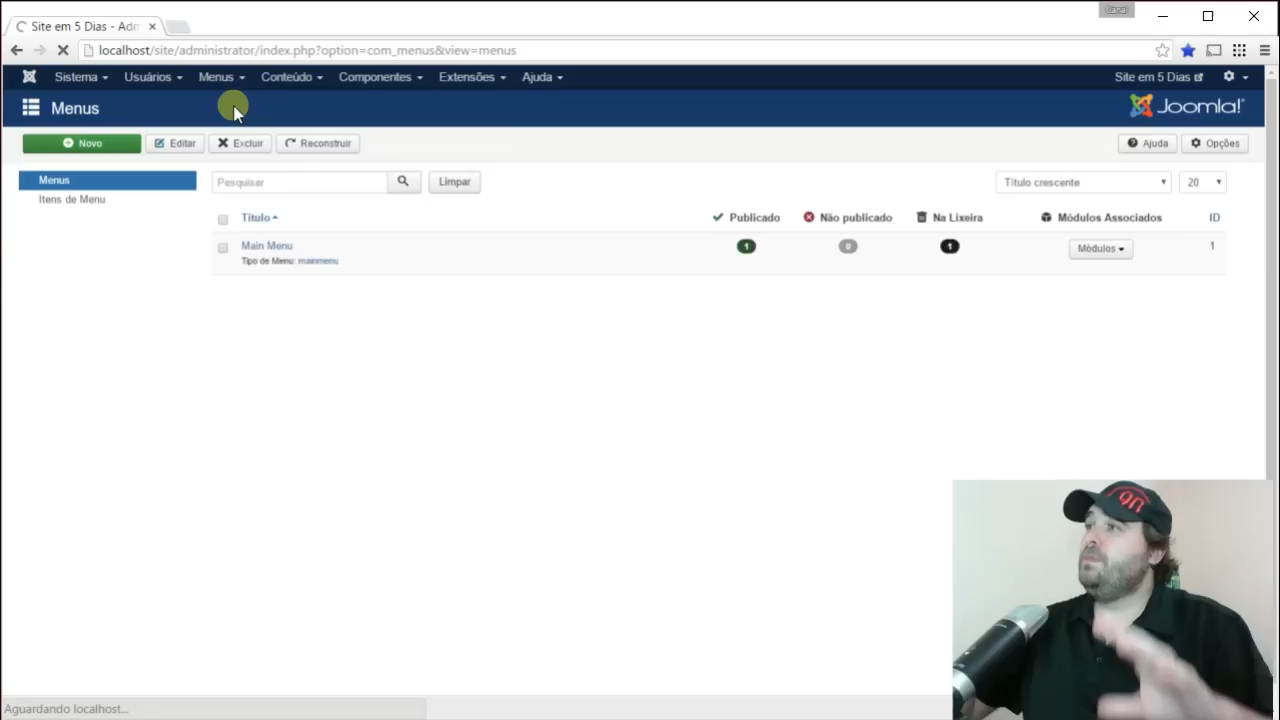 Canal
Site em 5 Dias - Adm
localhost/site/administrator/index.php?option=com_menus&view=menus
Sistema Usuários Menus Conteúdo Componentes Extensões Ajuda Site em 5 Dias
Menus Joomla!
Novo Editar Excluir Reconstruir Ajuda Opções
Menus Pesquisar Limpar Título crescente 20
Itens de Menu
Título Publicado Não publicado Na Lixeira Módulos Associados ID
Main Menu 1 0 1 Módulos 1
Tipo de Menu: mainmenu
Aguardando localhost...